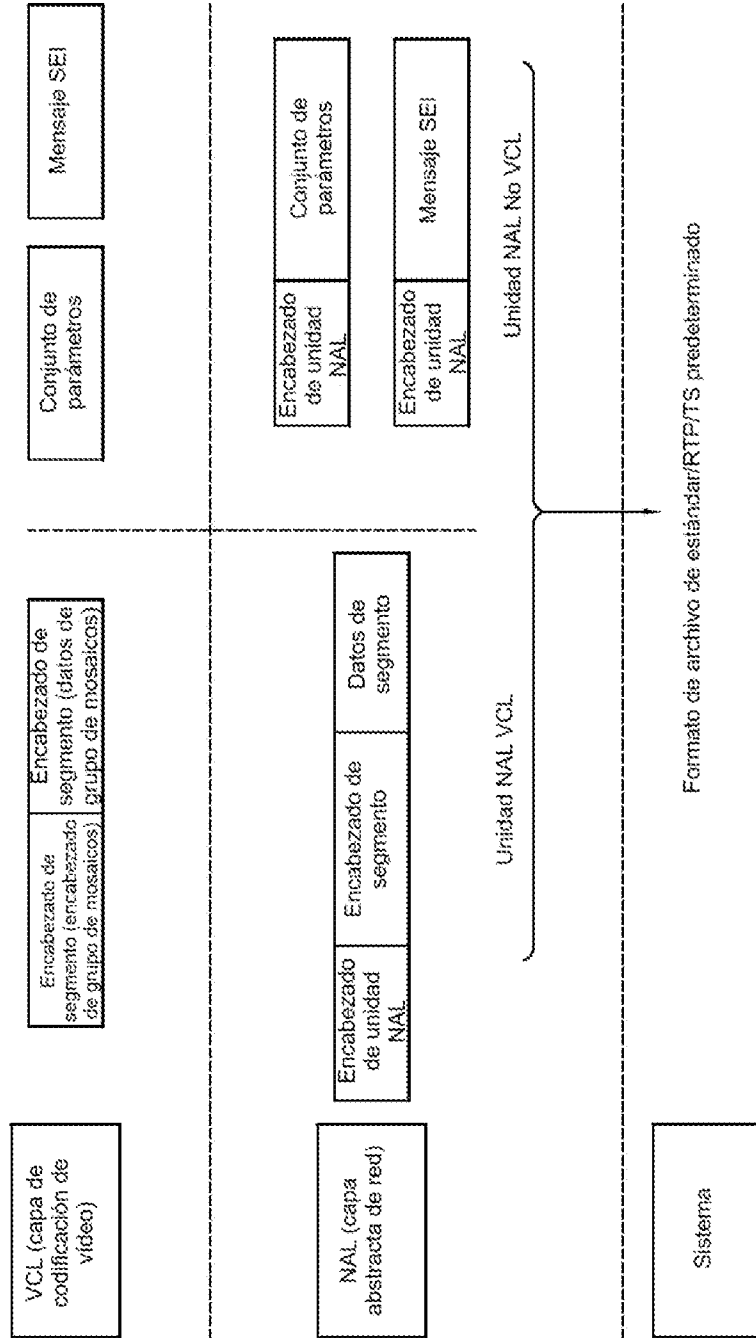 VCL (capa de
codificación de
vídeo)
Encabezado de
segmento (encabezado
de grupo de mosaicos)
Encabezado de
segmento (datos de
grupo de mosaicos)
Conjunto de
parámetros
Mensaje SEI
NAL (capa
abstracta de red)
Encabezado
de unidad
NAL
Encabezado de
segmento
Datos de
segmento
Encabezado
de unidad
NAL
Conjunto de
parámetros
Encabezado
de unidad
NAL
Mensaje SEI
Unidad NAL VCL
Unidad NAL No VCL
Sistema
Formato de archivo de estándar/RTP/TS predeterminado